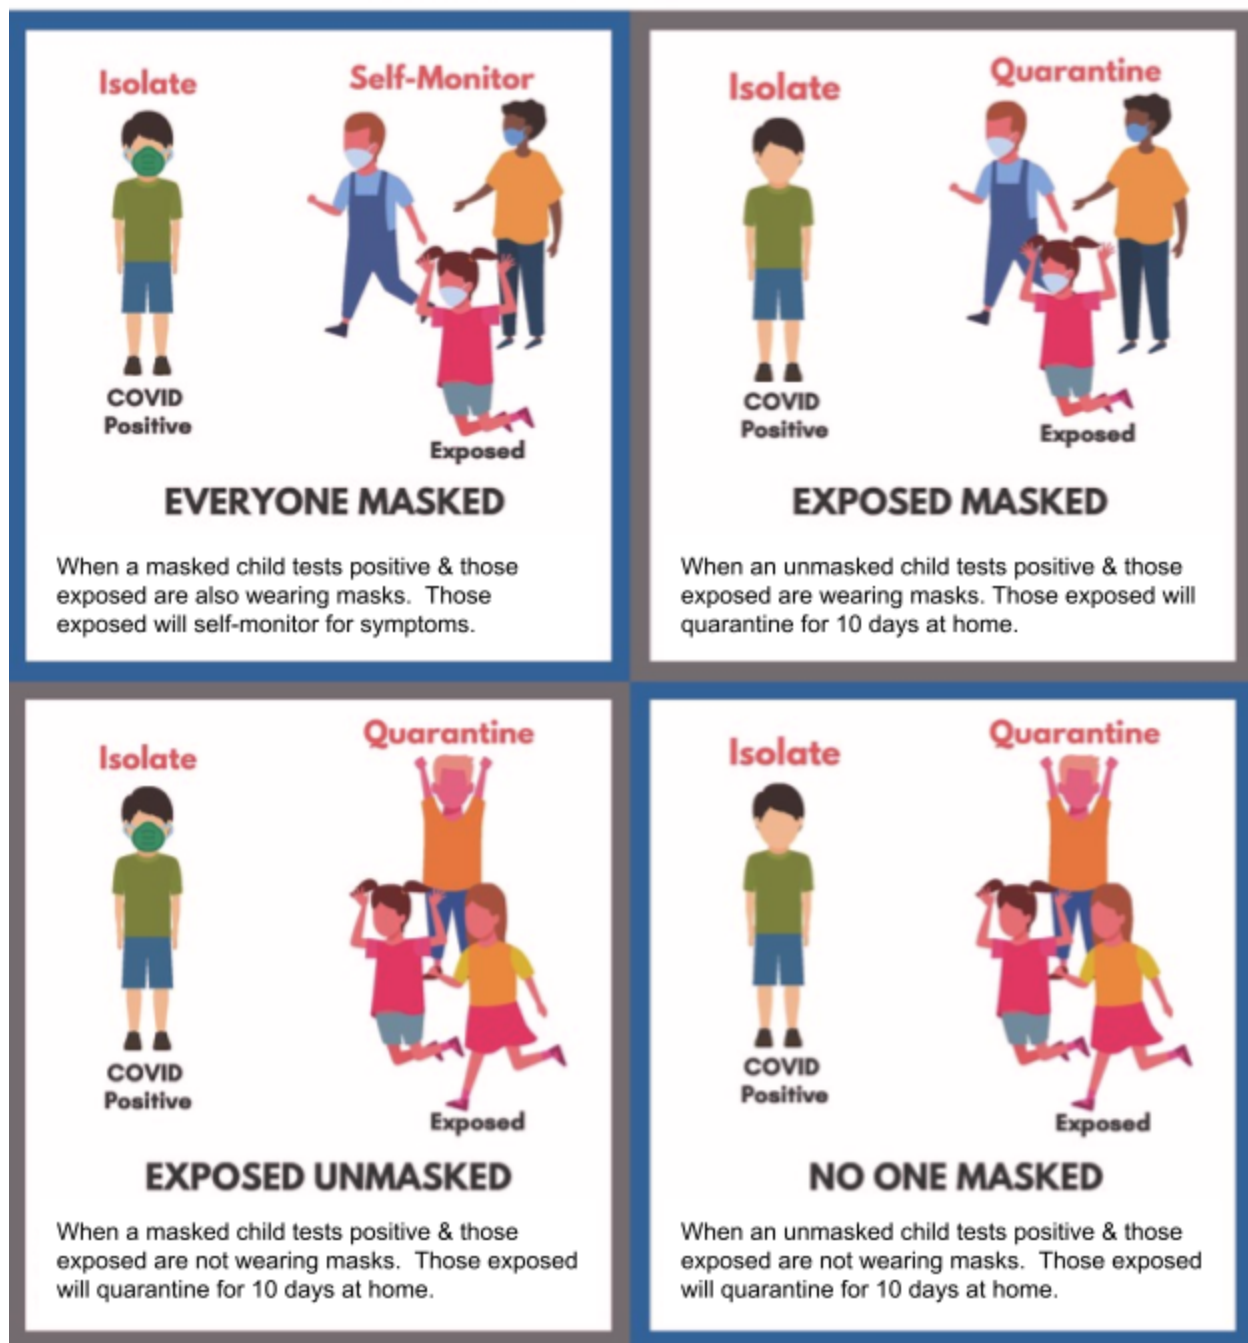 Isolate
Self-Monitor
COVID
Positive
Exposed
EVERYONE MASKED
When a masked child tests positive & those
exposed are also wearing masks.  Those
exposed will self-monitor for symptoms.
Isolate
Quarantine
COVID
Positive
Exposed
EXPOSED MASKED
When an unmasked child tests positive & those
exposed are wearing masks. Those exposed will
quarantine for 10 days at home.
Isolate
Quarantine
COVID
Positive
Exposed
EXPOSED UNMASKED
When a masked child tests positive & those
exposed are not wearing masks.  Those exposed
will quarantine for 10 days at home.
Isolate
Quarantine
COVID
Positive
Exposed
NO ONE MASKED
When an unmasked child tests positive & those
exposed are not wearing masks.  Those exposed
will quarantine for 10 days at home.